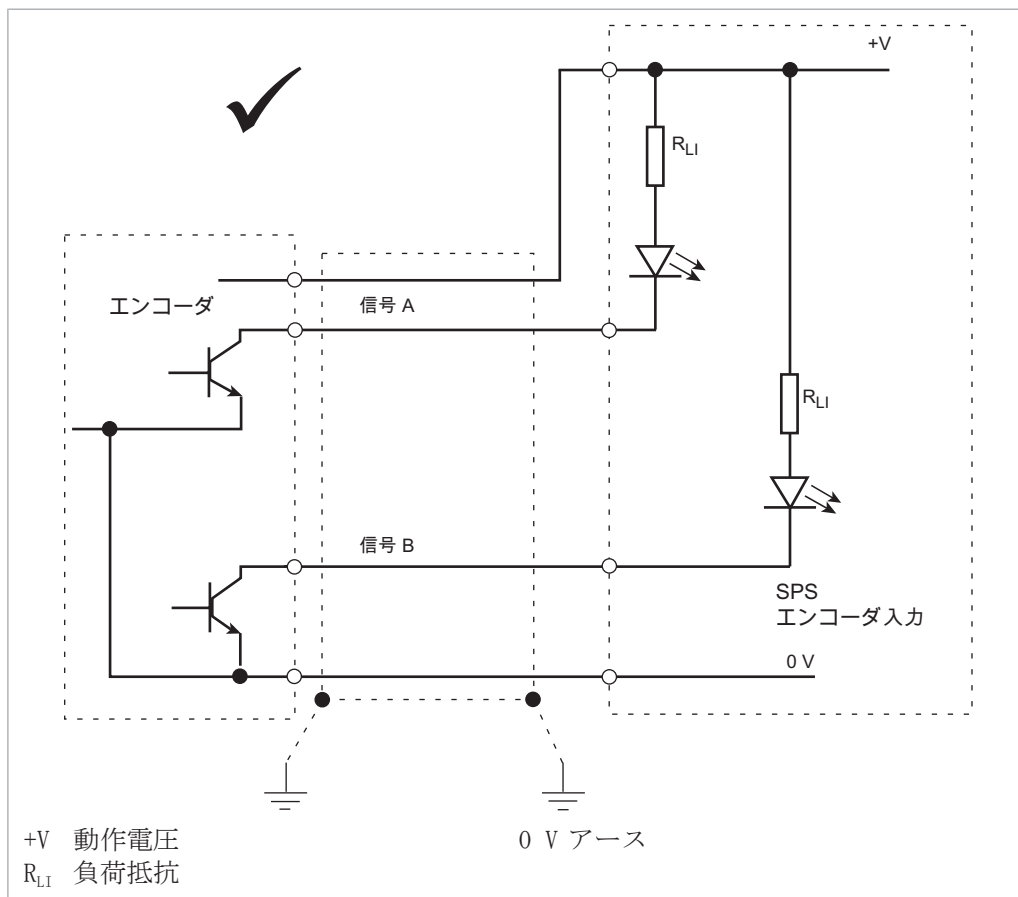 +V
R_LI
エンコーダ
信号 A
R_LI
信号 B
SPS
エンコーダ入力
0 V
+V 動作電圧
0 V アース
R_LI 負荷抵抗